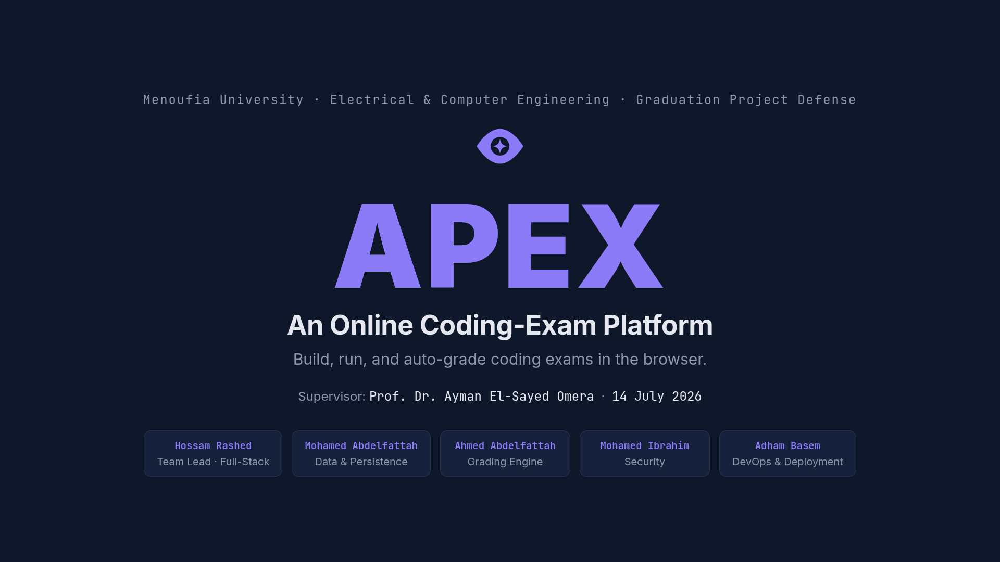 Menoufia University · Electrical & Computer Engineering · Graduation Project Defense
APEX
An Online Coding-Exam Platform
Build, run, and auto-grade coding exams in the browser.
Supervisor: Prof. Dr. Ayman El-Sayed Omera · 14 July 2026
Hossam Rashed
Team Lead · Full-Stack
Mohamed Abdelfattah
Data & Persistence
Ahmed Abdelfattah
Grading Engine
Mohamed Ibrahim
Security
Adham Basem
DevOps & Deployment